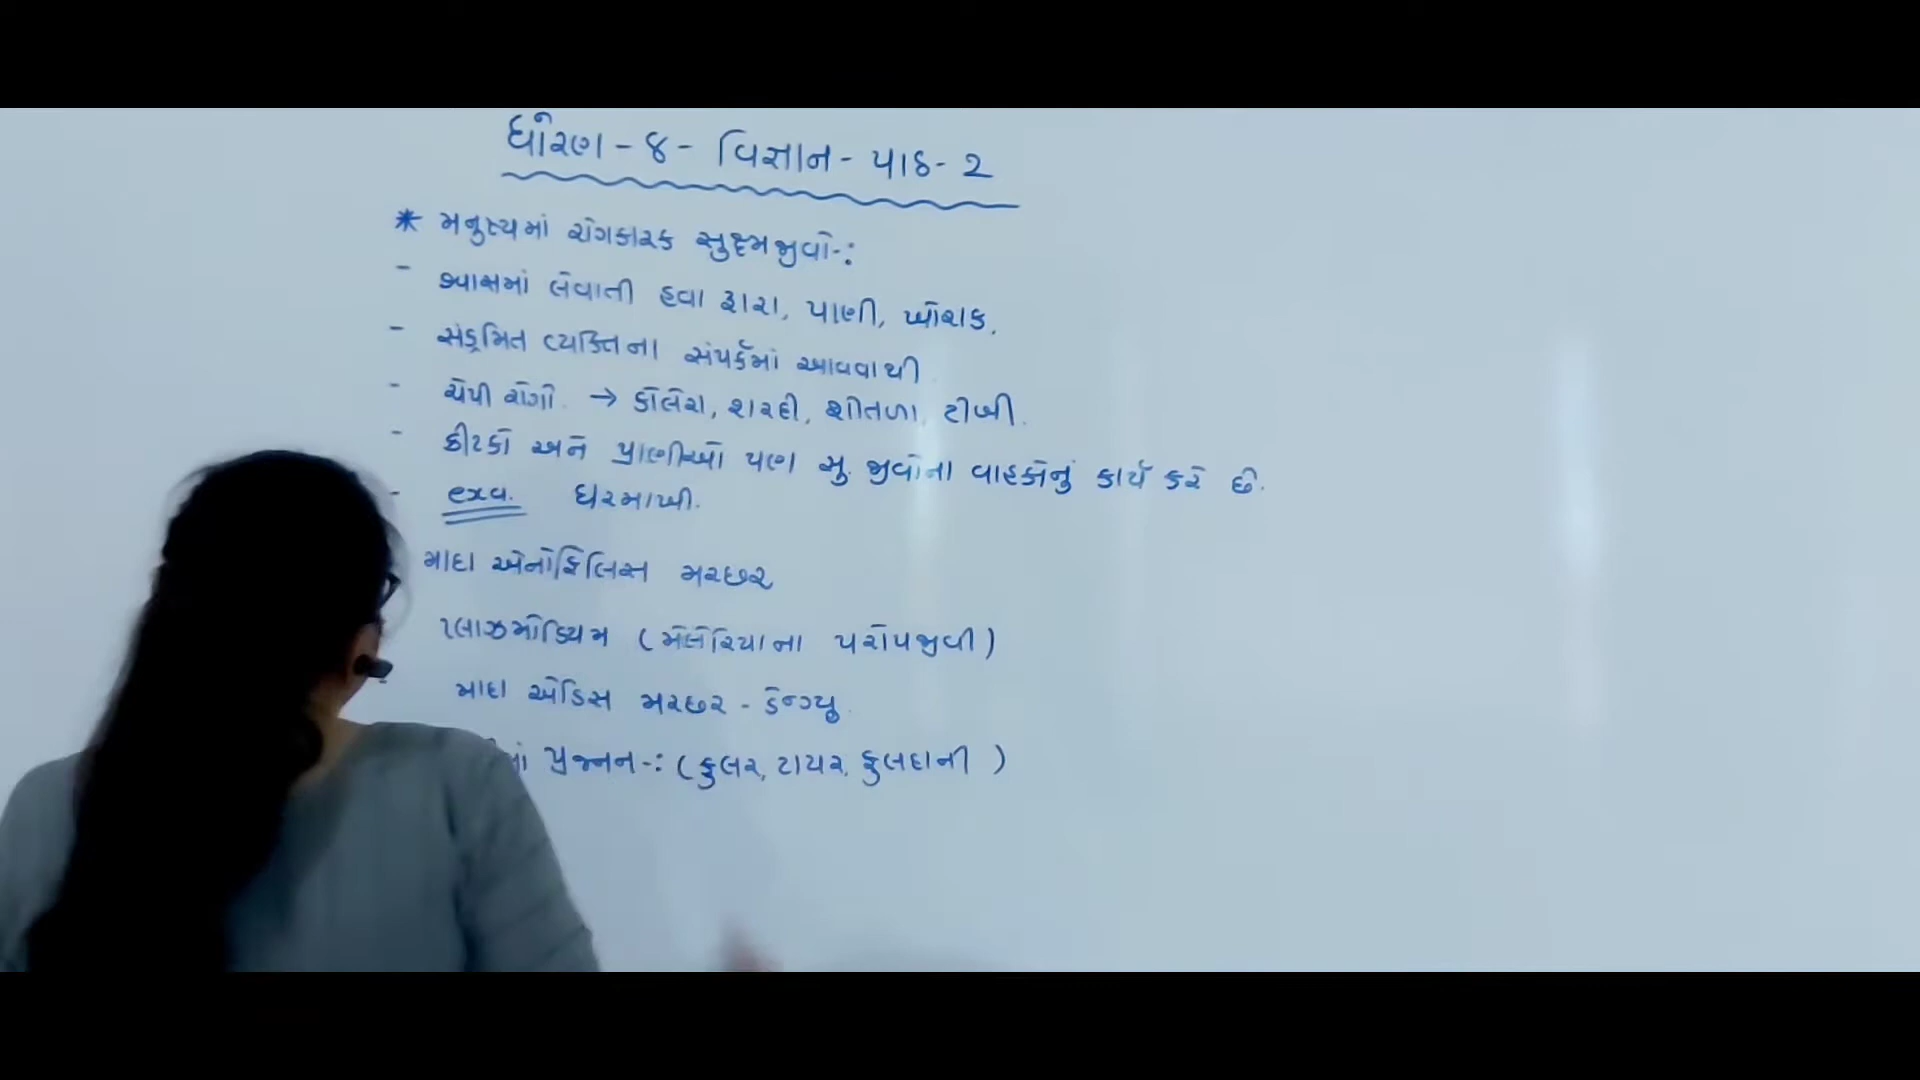 ધોરણ - ૪ - વિજ્ઞાન - પાઠ - ૨
* મનુષ્યમાં રોગકારક સુક્ષ્મજીવો -:
- શ્વાસમાં લેવાતી હવા દ્વારા, પાણી, ખોરાક.
- સંક્રમિત વ્યક્તિના સંપર્કમાં આવવાથી
- ચેપી રોગો. → કોલેરા, શરદી, શીતળા, ટીબી.
- કીટકો અને પ્રાણીઓ પણ સુ. જીવોના વાહકોનું કાર્ય કરે છે.
- ઘરમાખી.
માદા એનોફિલિસ મચ્છર
પ્લાઝમોડિયમ (મેલેરિયાના પરોપજીવી)
માદા એડિસ મચ્છર - ડેન્ગ્યૂ.
પ્રજનન -: (કુલર, ટાયર, ફુલદાની )